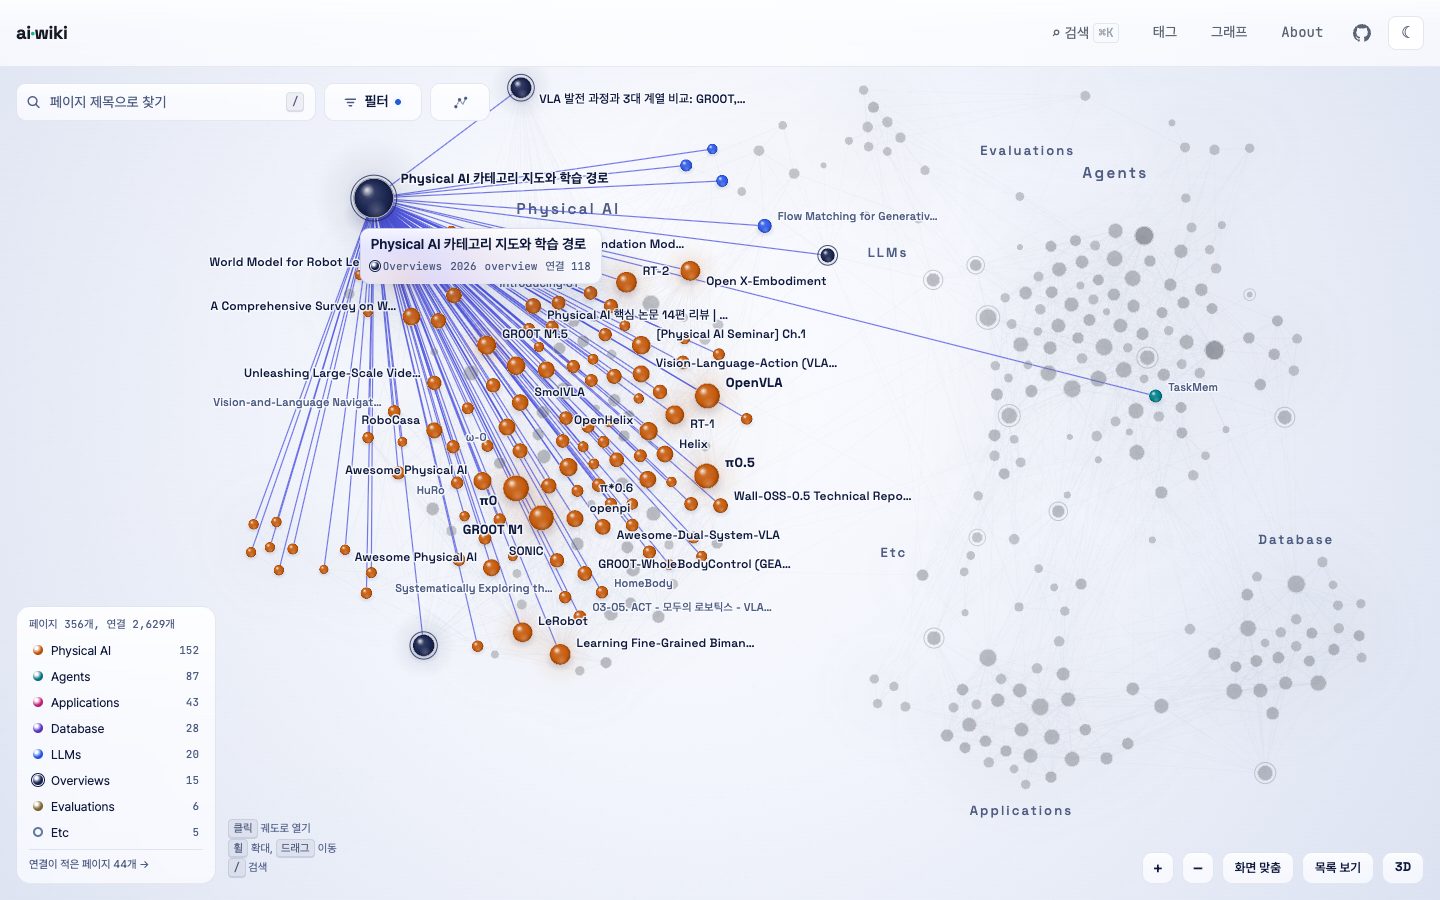 ai·wiki
검색 ⌘K
태그
그래프
About
페이지 제목으로 찾기 /
필터
VLA 발전 과정과 3대 계열 비교: GR00T,...
Evaluations
Agents
Physical AI 카테고리 지도와 학습 경로
Physical AI
Flow Matching for Generativ...
LLMs
Physical AI 카테고리 지도와 학습 경로
Overviews 2026 overview 연결 118
ndation Mod...
World Model for Robot Le
RT-2
Open X-Embodiment
A Comprehensive Survey on W...
Physical AI 핵심 논문 14편 리뷰 | ...
GR00T N1.5
[Physical AI Seminar] Ch.1
Vision-Language-Action (VLA...
Unleashing Large-Scale Vide...
OpenVLA
TaskMem
SmolVLA
Vision-and-Language Navigat...
RoboCasa
OpenHelix
RT-1
ω-0
Helix
π0.5
Awesome Physical AI
HuRo
π*0.6
Wall-OSS-0.5 Technical Repo...
π0
openpi
GR00T N1
Awesome-Dual-System-VLA
Database
SONIC
Etc
Awesome Physical AI
GR00T-WholeBodyControl (GEA...
HomeBody
Systematically Exploring th...
03-05. ACT - 모두의 로보틱스 - VLA...
LeRobot
Learning Fine-Grained Biman...
Applications
페이지 356개, 연결 2,629개
Physical AI 152
Agents 87
Applications 43
Database 28
LLMs 20
Overviews 15
Evaluations 6
Etc 5
연결이 적은 페이지 44개 →
클릭 궤도로 열기
휠 확대, 드래그 이동
/ 검색
+
−
화면 맞춤
목록 보기
3D